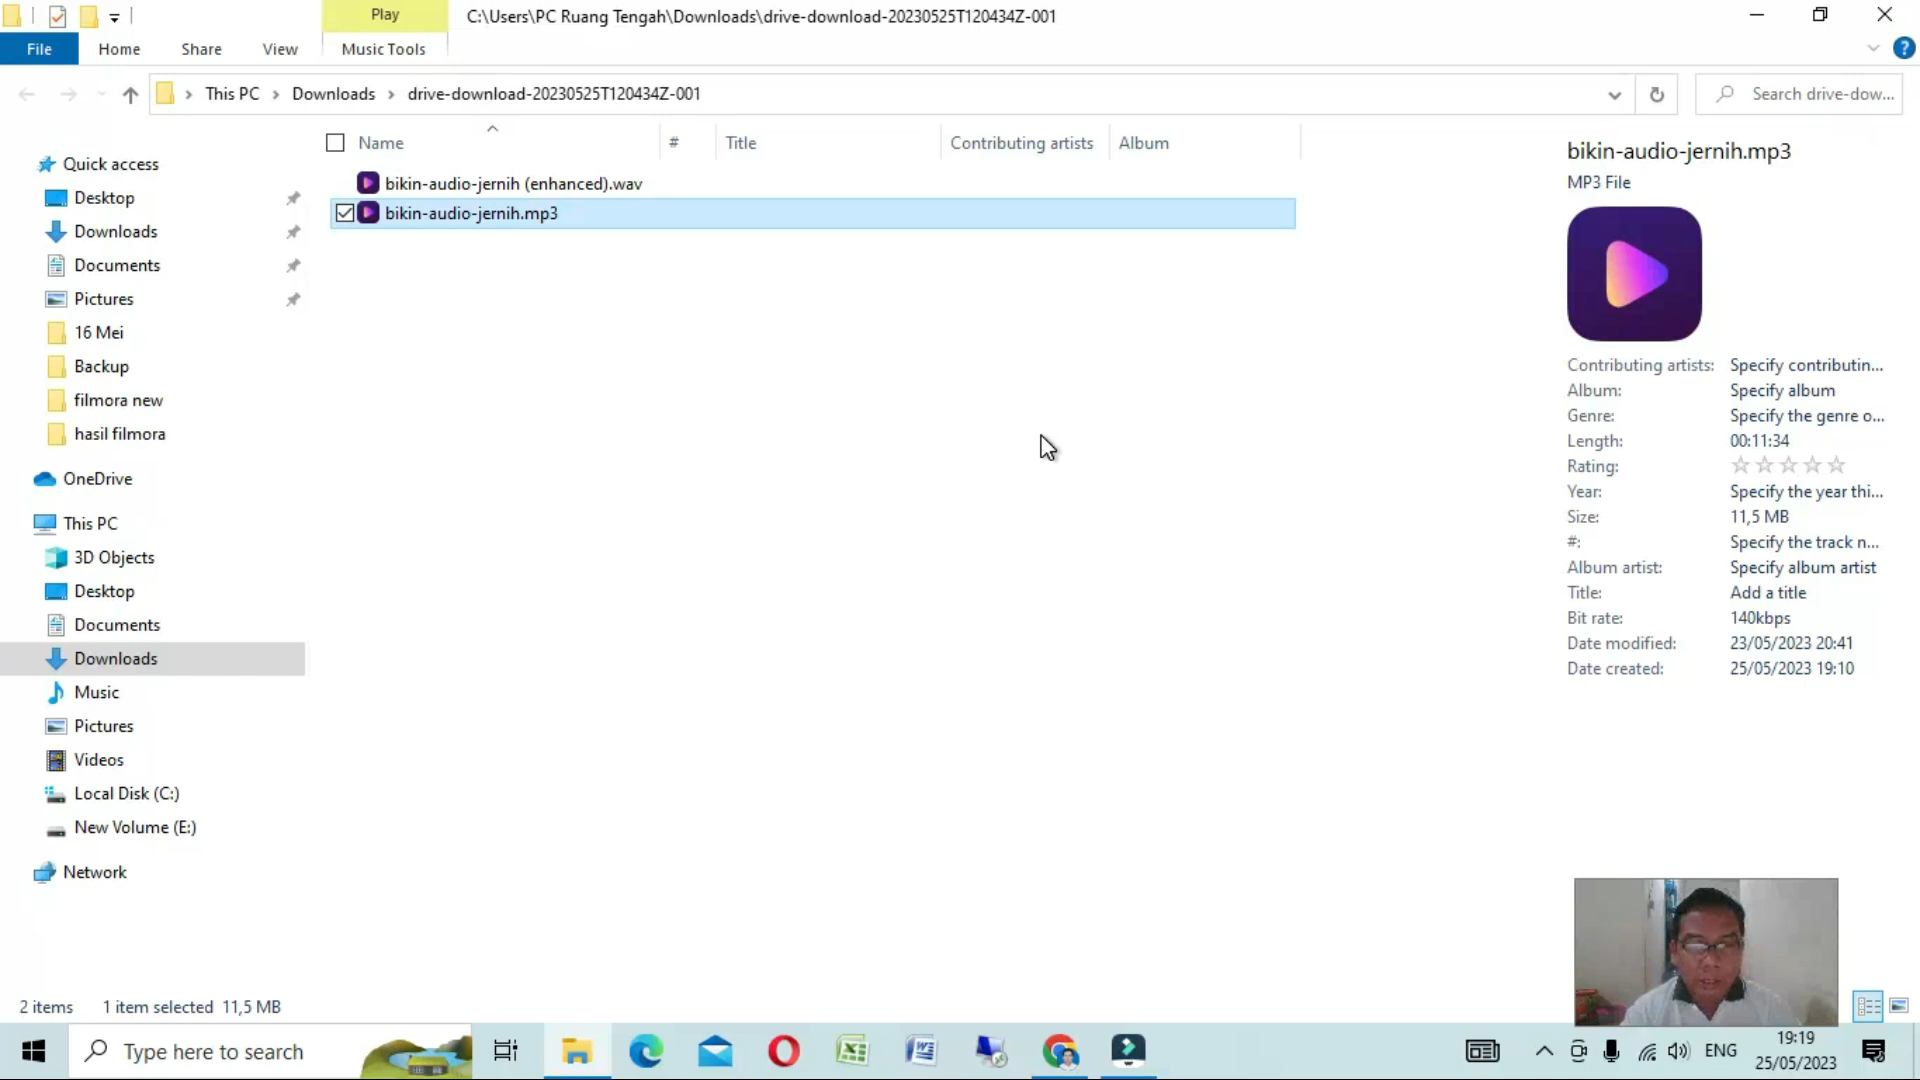 Play
C:\Users\PC Ruang Tengah\Downloads\drive-download-20230525T120434Z-001
File
Home
Share
View
Music Tools
This PC
Downloads
drive-download-20230525T120434Z-001
Search drive-dow...
Name
#
Title
Contributing artists
Album
bikin-audio-jernih (enhanced).wav
bikin-audio-jernih.mp3
Quick access
Desktop
Downloads
Documents
Pictures
16 Mei
Backup
filmora new
hasil filmora
OneDrive
This PC
3D Objects
Desktop
Documents
Downloads
Music
Pictures
Videos
Local Disk (C:)
New Volume (E:)
Network
bikin-audio-jernih.mp3
MP3 File
Contributing artists: Specify contributin...
Album: Specify album
Genre: Specify the genre o...
Length: 00:11:34
Rating:
Year: Specify the year thi...
Size: 11,5 MB
#: Specify the track n...
Album artist: Specify album artist
Title: Add a title
Bit rate: 140kbps
Date modified: 23/05/2023 20:41
Date created: 25/05/2023 19:10
2 items 1 item selected 11,5 MB
Type here to search
ENG
19:19
25/05/2023